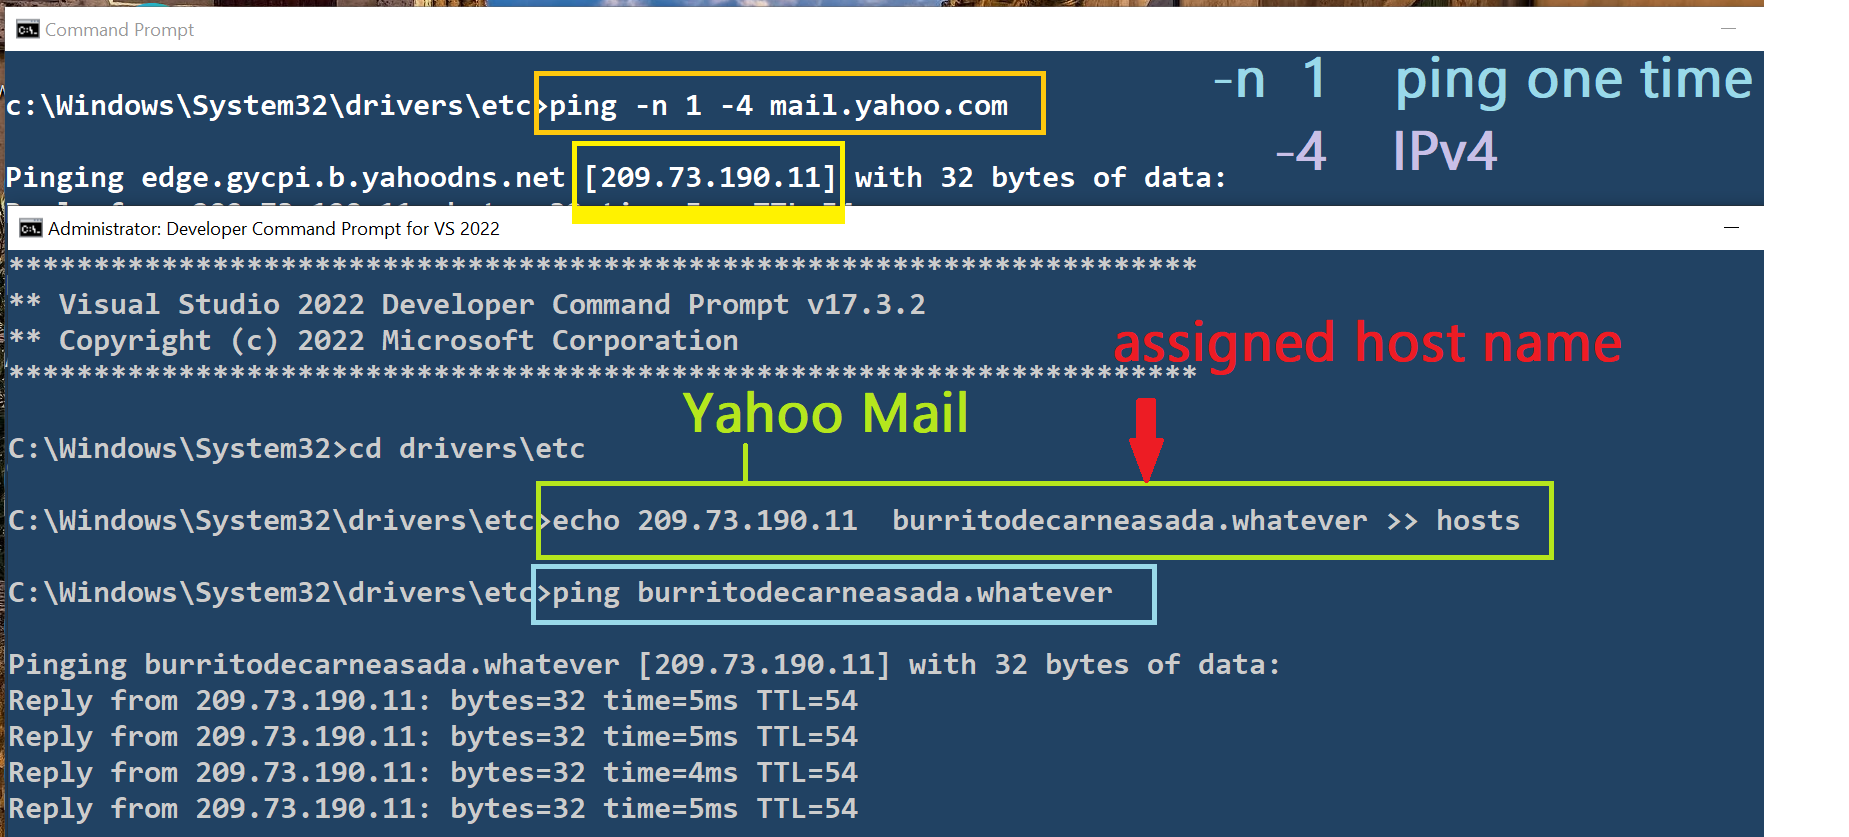 Command Prompt
-n 1 ping one time
c:\Windows\System32\drivers\etc>ping -n 1 -4 mail.yahoo.com
-4 IPv4
Pinging edge.gycpi.b.yahoodns.net [209.73.190.11] with 32 bytes of data:
Administrator: Developer Command Prompt for VS 2022
**********************************************************************
** Visual Studio 2022 Developer Command Prompt v17.3.2
** Copyright (c) 2022 Microsoft Corporation
assigned host name
**********************************************************************
Yahoo Mail
C:\Windows\System32>cd drivers\etc
C:\Windows\System32\drivers\etc>echo 209.73.190.11  burritodecarneasada.whatever >> hosts
C:\Windows\System32\drivers\etc>ping burritodecarneasada.whatever
Pinging burritodecarneasada.whatever [209.73.190.11] with 32 bytes of data:
Reply from 209.73.190.11: bytes=32 time=5ms TTL=54
Reply from 209.73.190.11: bytes=32 time=5ms TTL=54
Reply from 209.73.190.11: bytes=32 time=4ms TTL=54
Reply from 209.73.190.11: bytes=32 time=5ms TTL=54